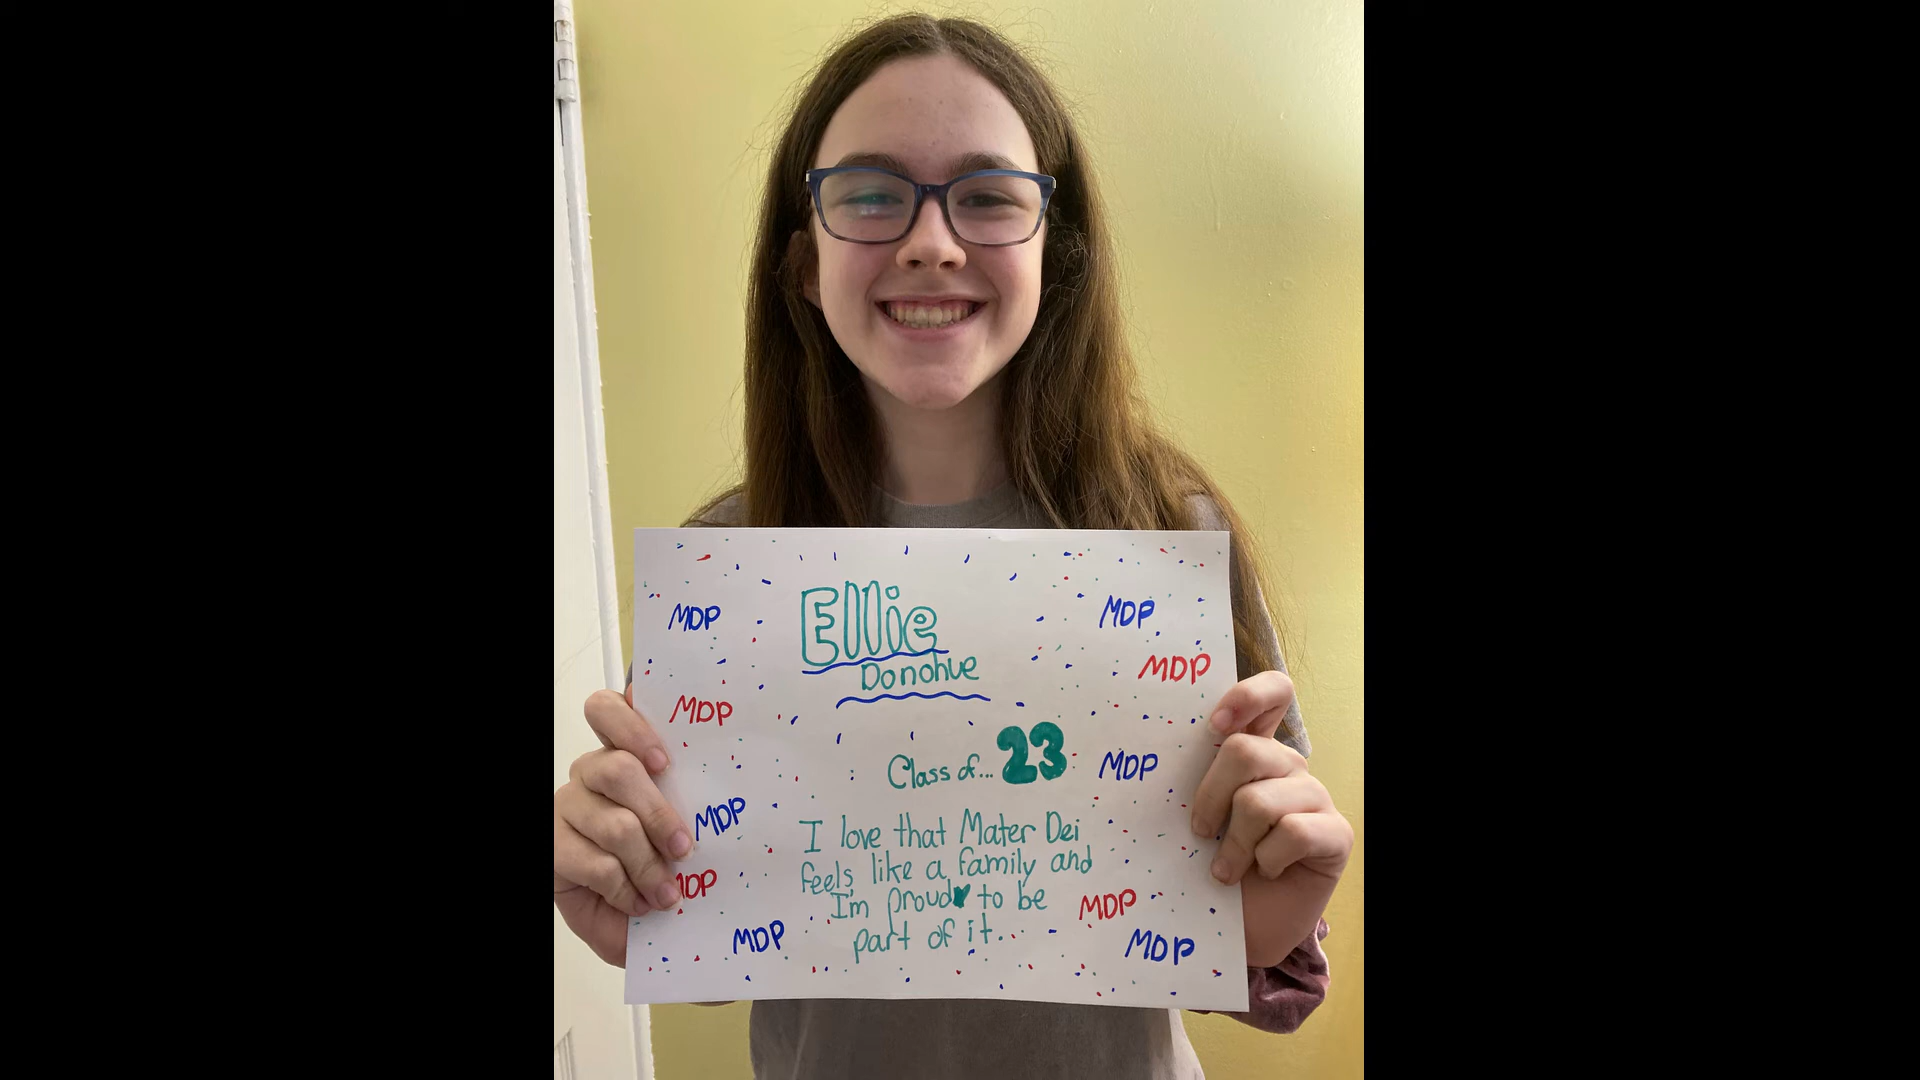 Ellie
Donohue
Class of... 23
I love that Mater Dei
feels like a family and
I'm proud to be
part of it.
MDP
MDP
MDP
MDP
MDP
MDP
MDP
MDP
MDP
MDP